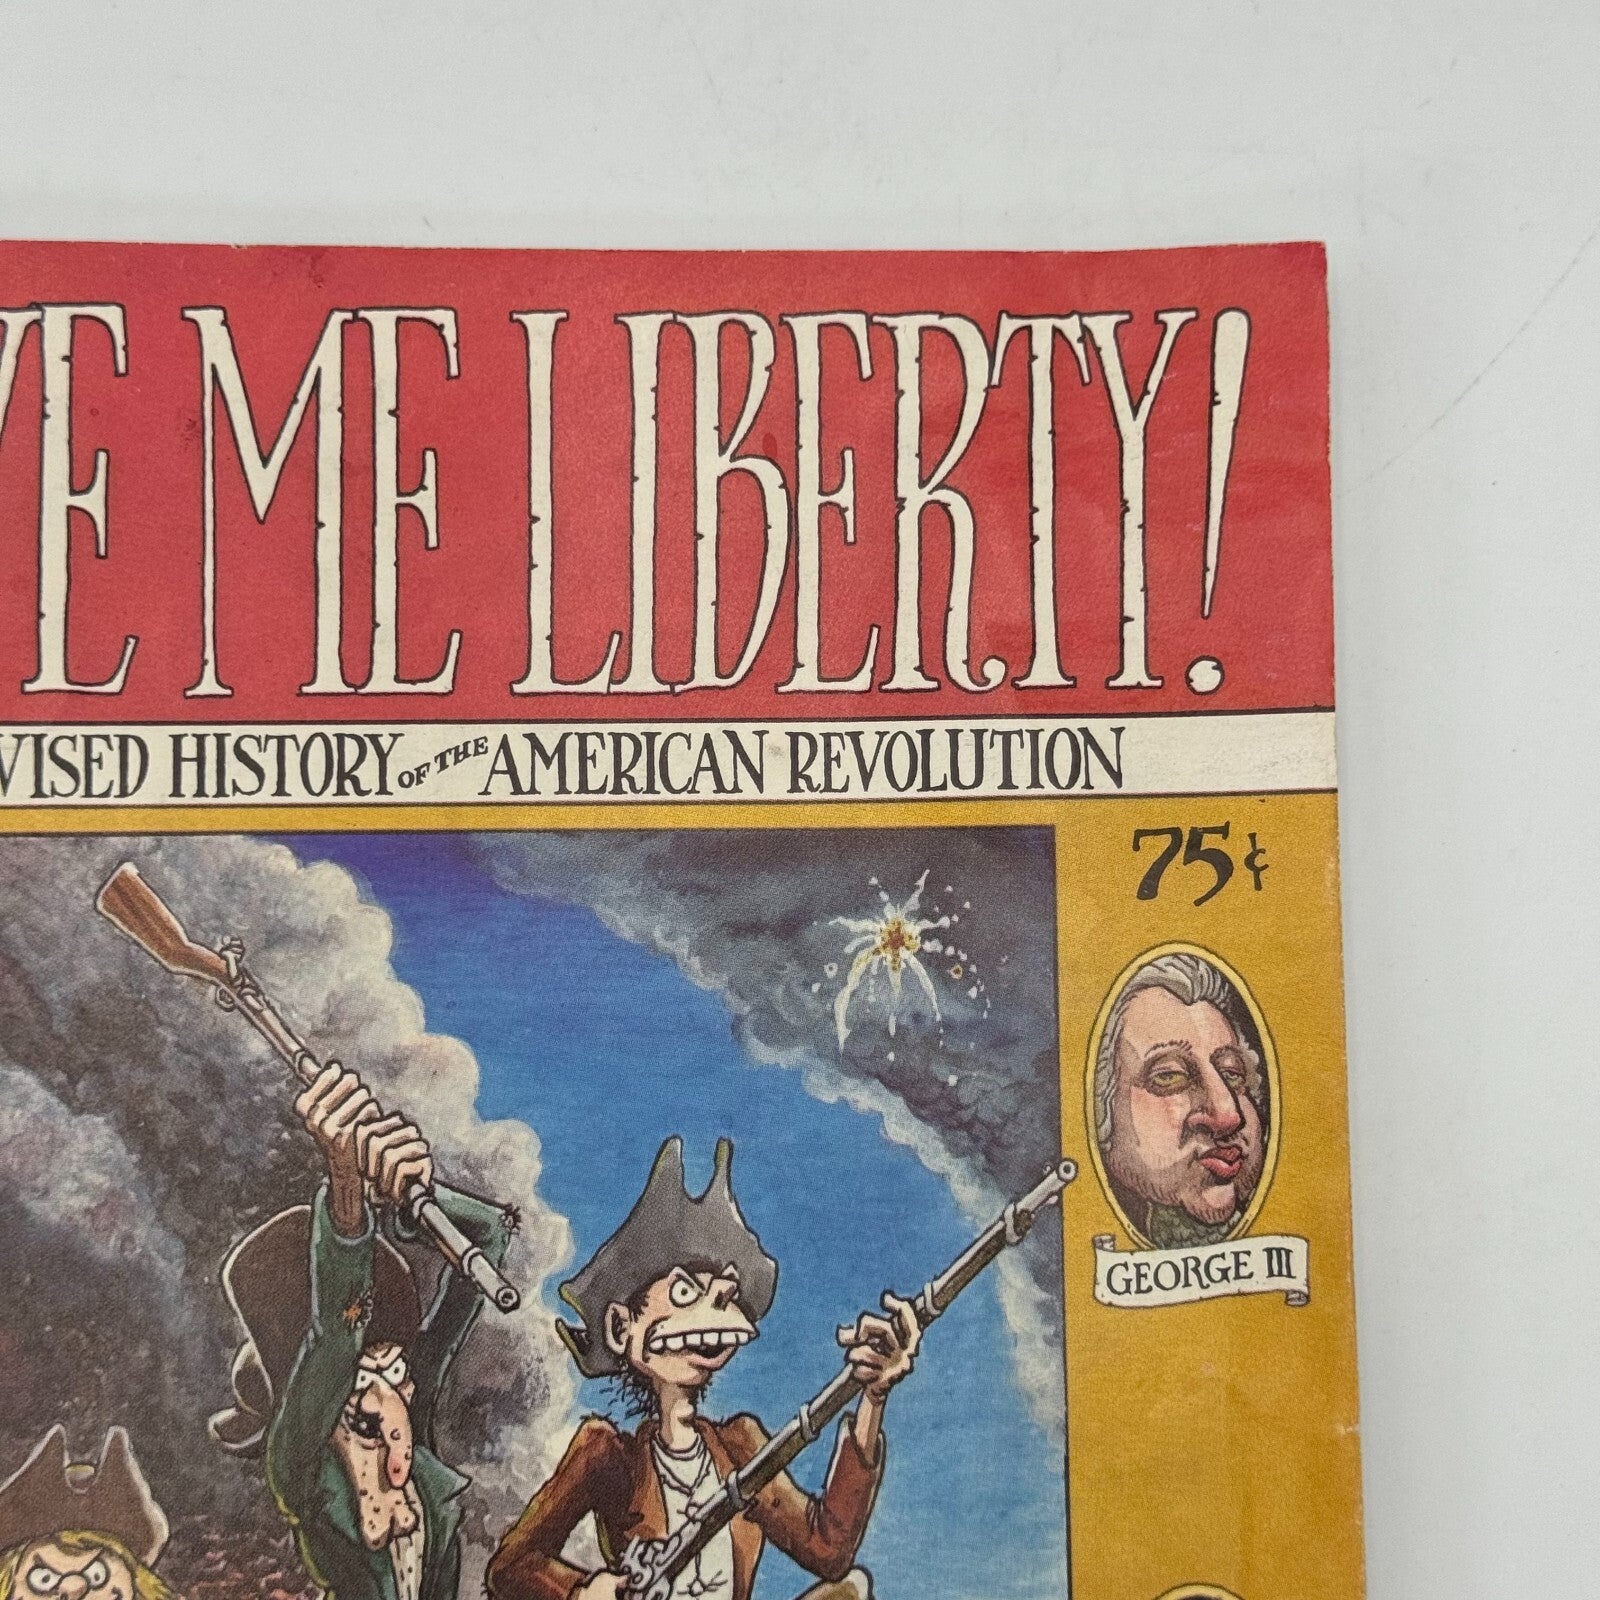 VE ME LIBERTY!
VISED HISTORY OF THE AMERICAN REVOLUTION
75¢
GEORGE III